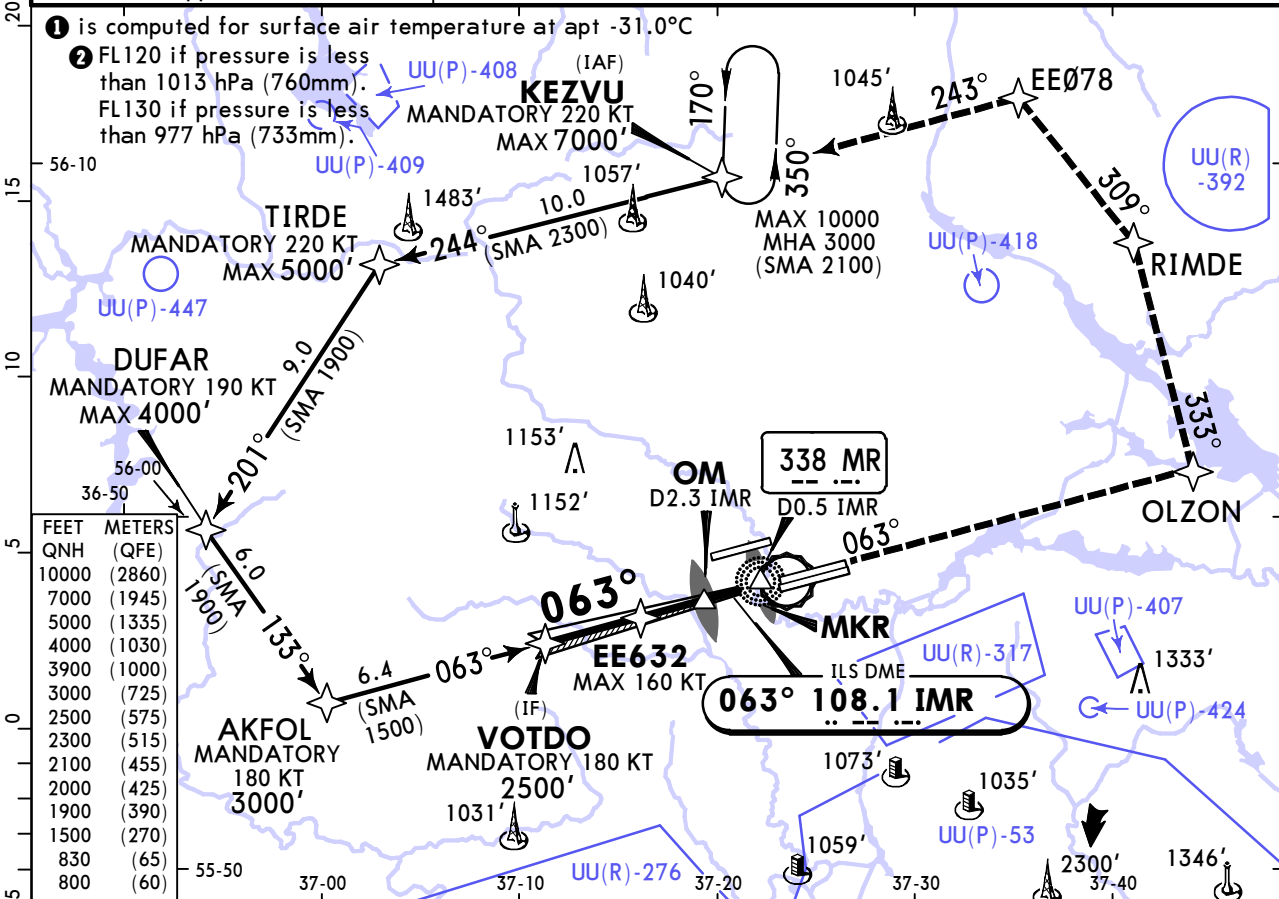 ❶ is computed for surface air temperature at apt -31.0°C
❷ FL120 if pressure is less
than 1013 hPa (760mm).
FL130 if pressure is less
than 977 hPa (733mm).
UU(P)-408
UU(P)-409
(IAF)
KEZVU
MANDATORY 220 KT
MAX 7000′
170°
350°
MAX 10000
MHA 3000
(SMA 2100)
1045′
243°
EEØ78
UU(R)
-392
309°
RIMDE
UU(P)-418
333°
OLZON
56-10
20
15
10
5
0
5
1483′
1057′
10.0
244°
(SMA 2300)
TIRDE
MANDATORY 220 KT
MAX 5000′
1040′
UU(P)-447
9.0
(SMA 1900)
201°
DUFAR
MANDATORY 190 KT
MAX 4000′
56-00
36-50
1153′
1152′
OM
D2.3 IMR
338 MR
D0.5 IMR
063°
6.0
(SMA
1900)
133°
063°
6.4
(SMA
1500)
063°
EE632
MAX 160 KT
MKR
ILS DME
063° 108.1 IMR
(IF)
VOTDO
MANDATORY 180 KT
2500′
AKFOL
MANDATORY
180 KT
3000′
UU(R)-317
UU(P)-407
1333′
UU(P)-424
1073′
1035′
UU(P)-53
1031′
1059′
UU(R)-276
2300′
1346′
FEET METERS
QNH (QFE)
10000 (2860)
7000 (1945)
5000 (1335)
4000 (1030)
3900 (1000)
3000 (725)
2500 (575)
2300 (515)
2100 (455)
2000 (425)
1900 (390)
1500 (270)
830 (65)
800 (60)
55-50
37-00
37-10
37-20
37-30
37-40